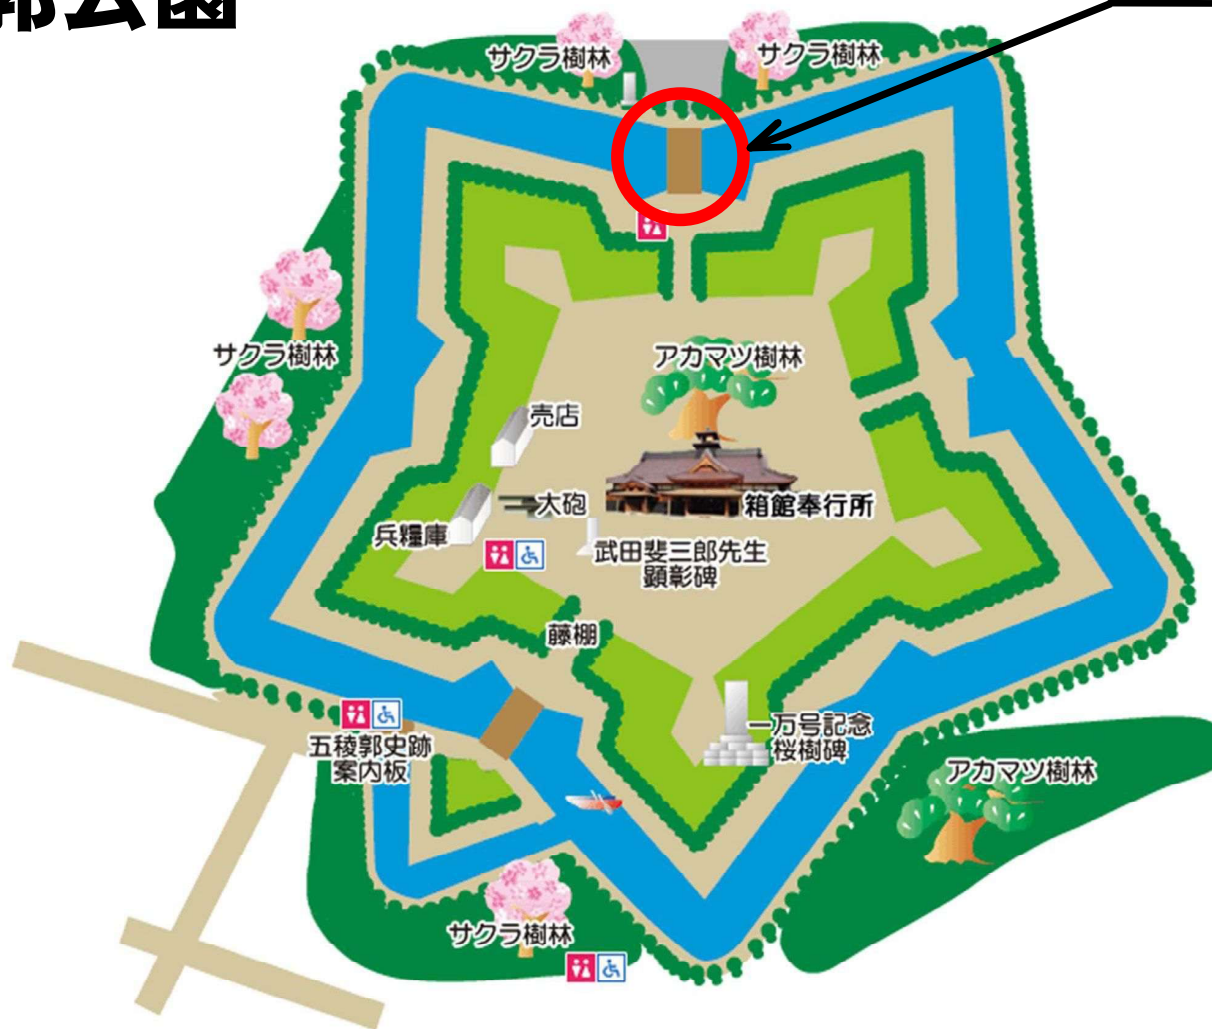 郭公園
サクラ樹林
サクラ樹林
サクラ樹林
アカマツ樹林
売店
大砲
箱館奉行所
兵糧庫
武田斐三郎先生
顕彰碑
藤棚
一万号記念
桜樹碑
五稜郭史跡
案内板
アカマツ樹林
サクラ樹林